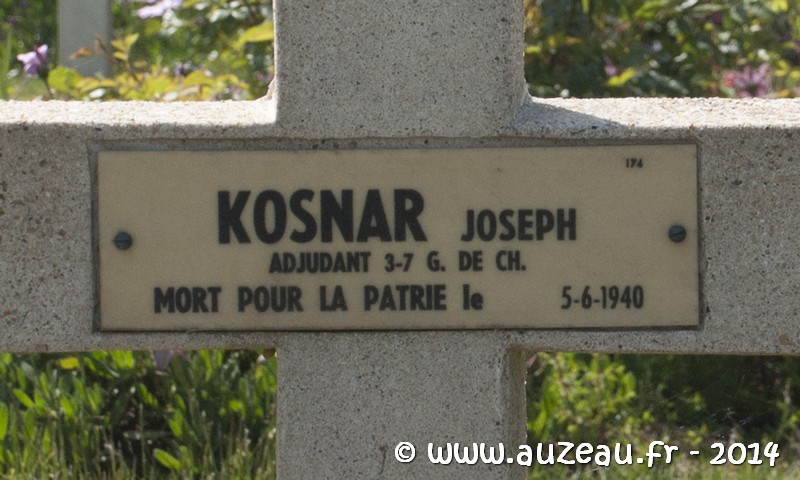 174
KOSNAR JOSEPH
ADJUDANT 3-7 G. DE CH.
MORT POUR LA PATRIE le 5-6-1940
© www.auzeau.fr - 2014